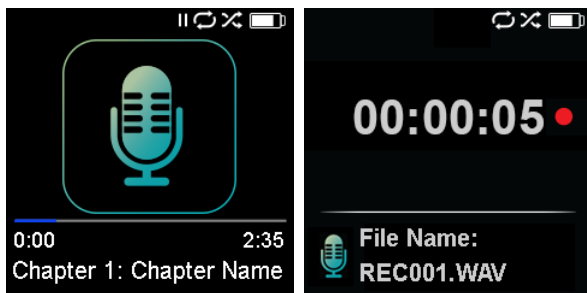 0:00 2:35
Chapter 1: Chapter Name
00:00:05
File Name:
REC001.WAV